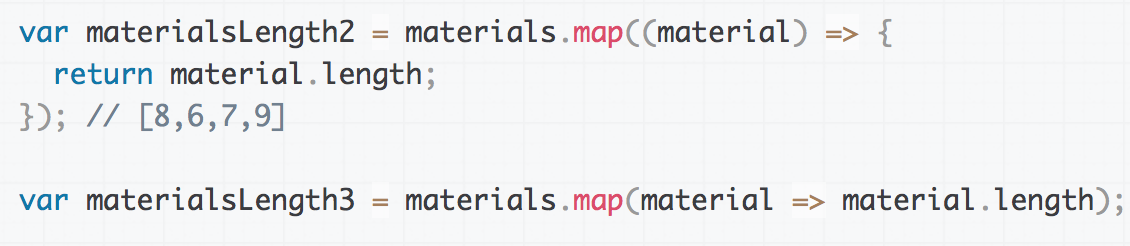 var materialsLength2 = materials.map((material) => {
  return material.length;
}); // [8,6,7,9]
var materialsLength3 = materials.map(material => material.length);